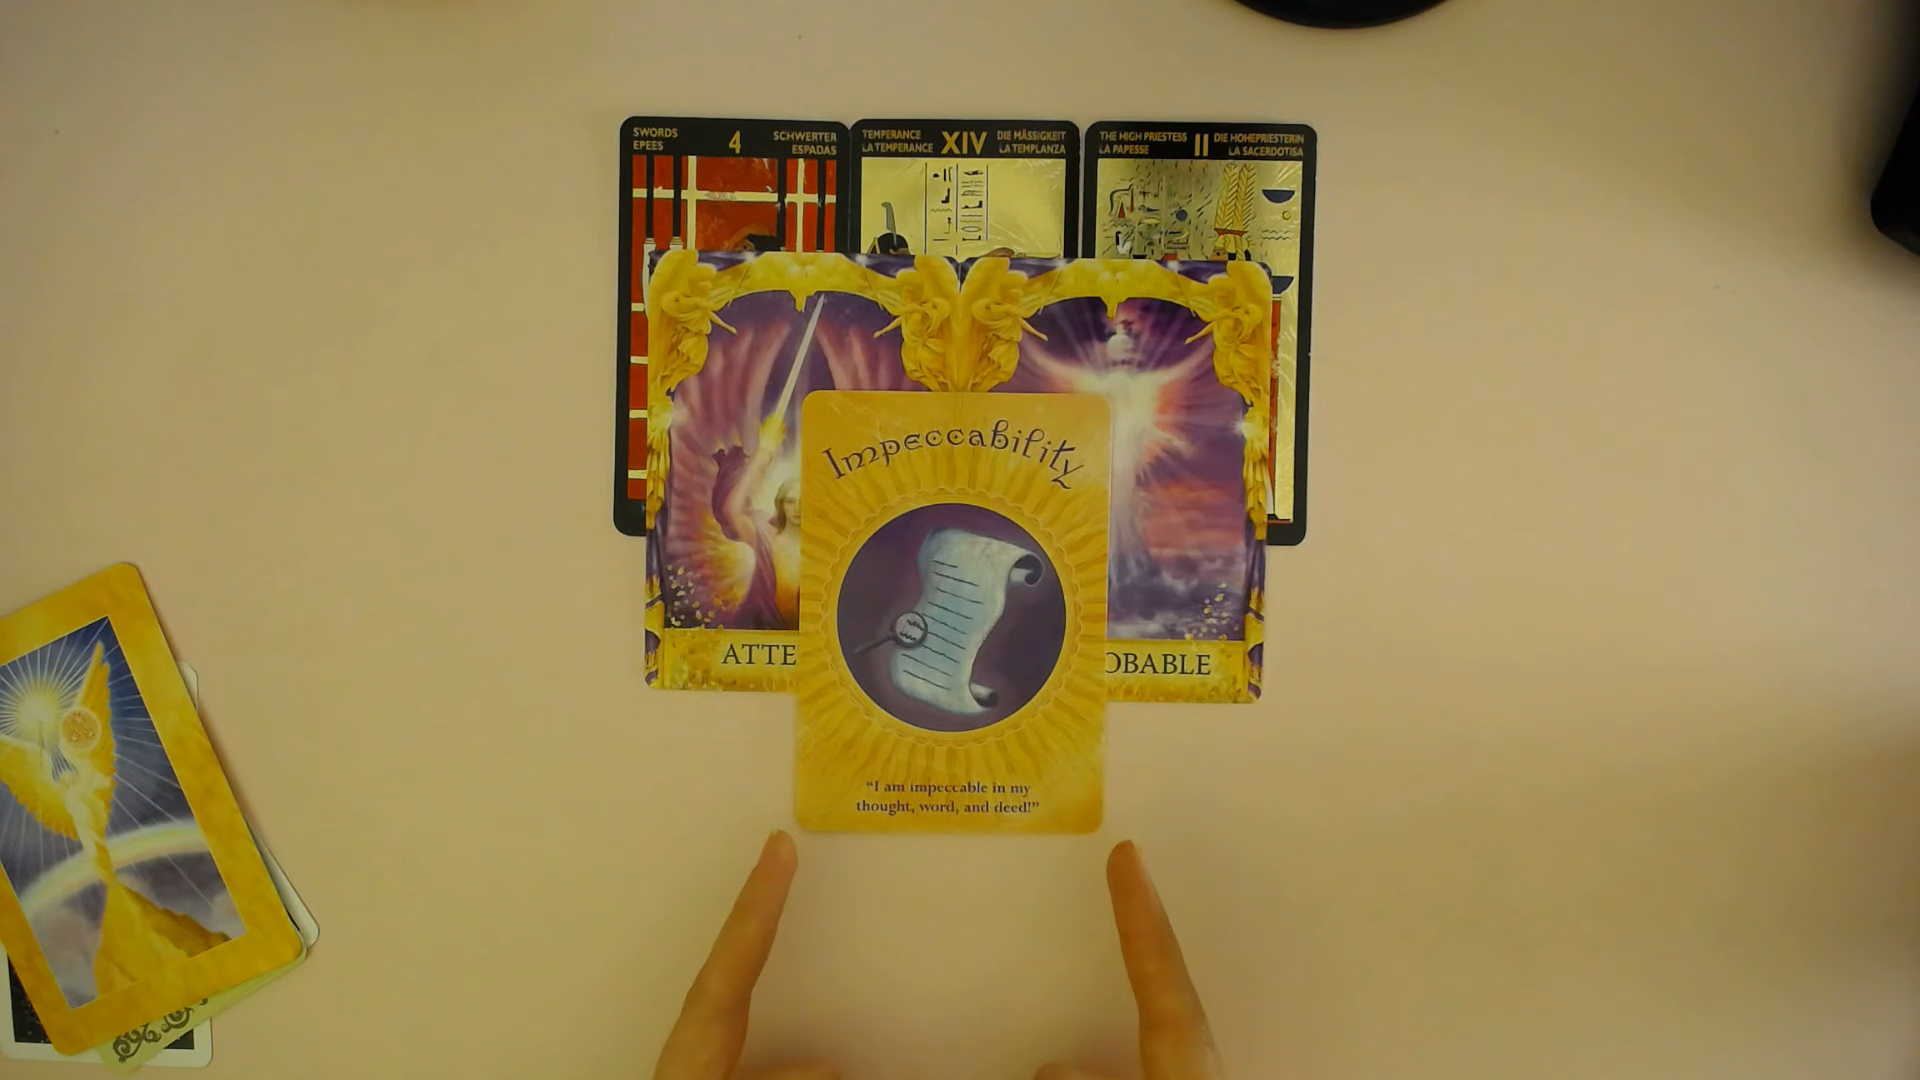 SWORDS
EPEES
4
SCHWERTER
ESPADAS
TEMPERANCE
LA TEMPERANCE
XIV
DIE MÄSSIGKEIT
LA TEMPLANZA
THE HIGH PRIESTESS
LA PAPESSE
II
DIE HOHEPRIESTERIN
LA SACERDOTISA
Impeccability
ATTE
OBABLE
“I am impeccable in my
thought, word, and deed!”